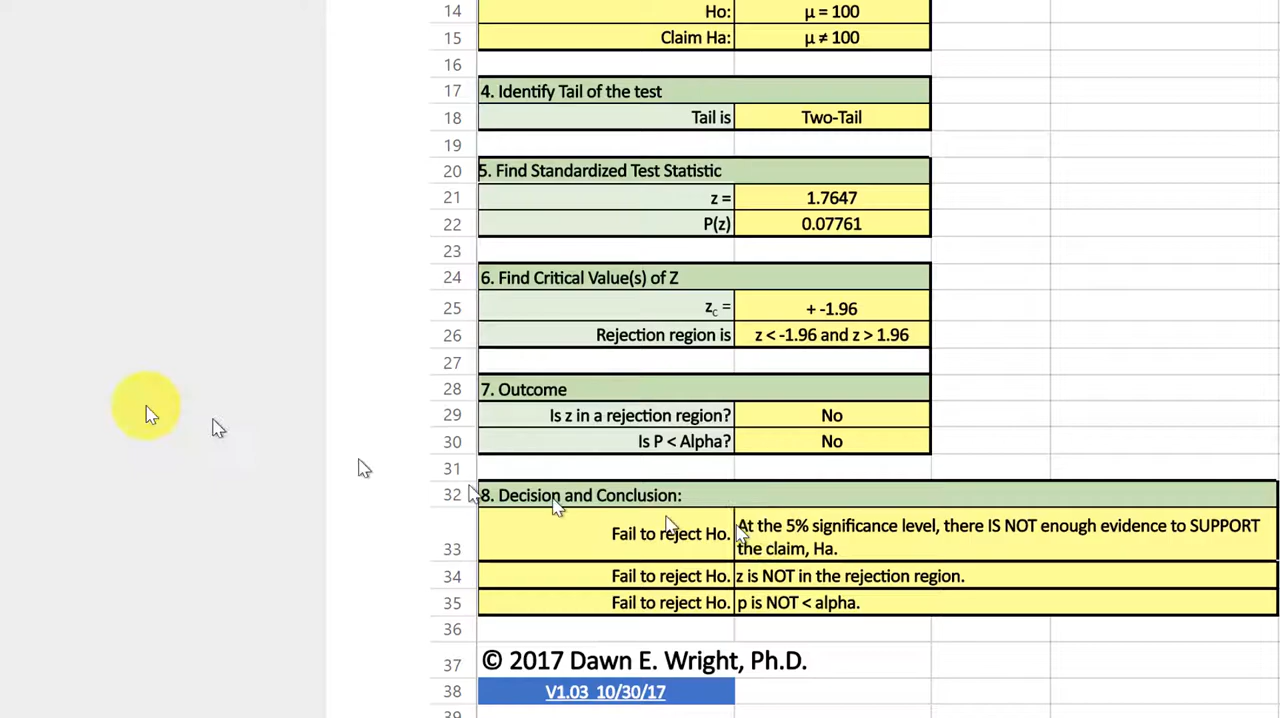 14 Ho: μ = 100
15 Claim Ha: μ ≠ 100
16
17 4. Identify Tail of the test
18 Tail is Two-Tail
19
20 5. Find Standardized Test Statistic
21 z = 1.7647
22 P(z) 0.07761
23
24 6. Find Critical Value(s) of Z
25 zc = + -1.96
26 Rejection region is z < -1.96 and z > 1.96
27
28 7. Outcome
29 Is z in a rejection region? No
30 Is P < Alpha? No
31
32 8. Decision and Conclusion:
33 Fail to reject Ho. At the 5% significance level, there IS NOT enough evidence to SUPPORT
the claim, Ha.
34 Fail to reject Ho. z is NOT in the rejection region.
35 Fail to reject Ho. p is NOT < alpha.
36
37 © 2017 Dawn E. Wright, Ph.D.
38 V1.03 10/30/17
39